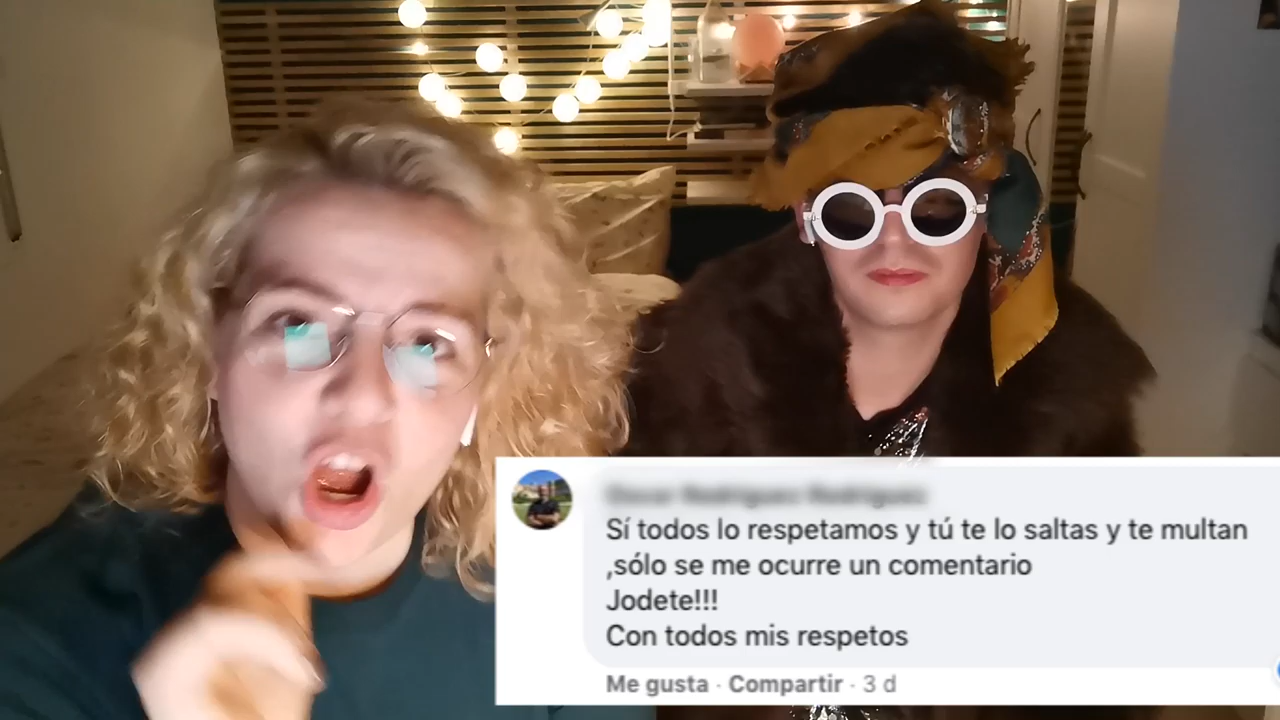 Sí todos lo respetamos y tú te lo saltas y te multan
,sólo se me ocurre un comentario
Jodete!!!
Con todos mis respetos
Me gusta · Compartir · 3 d